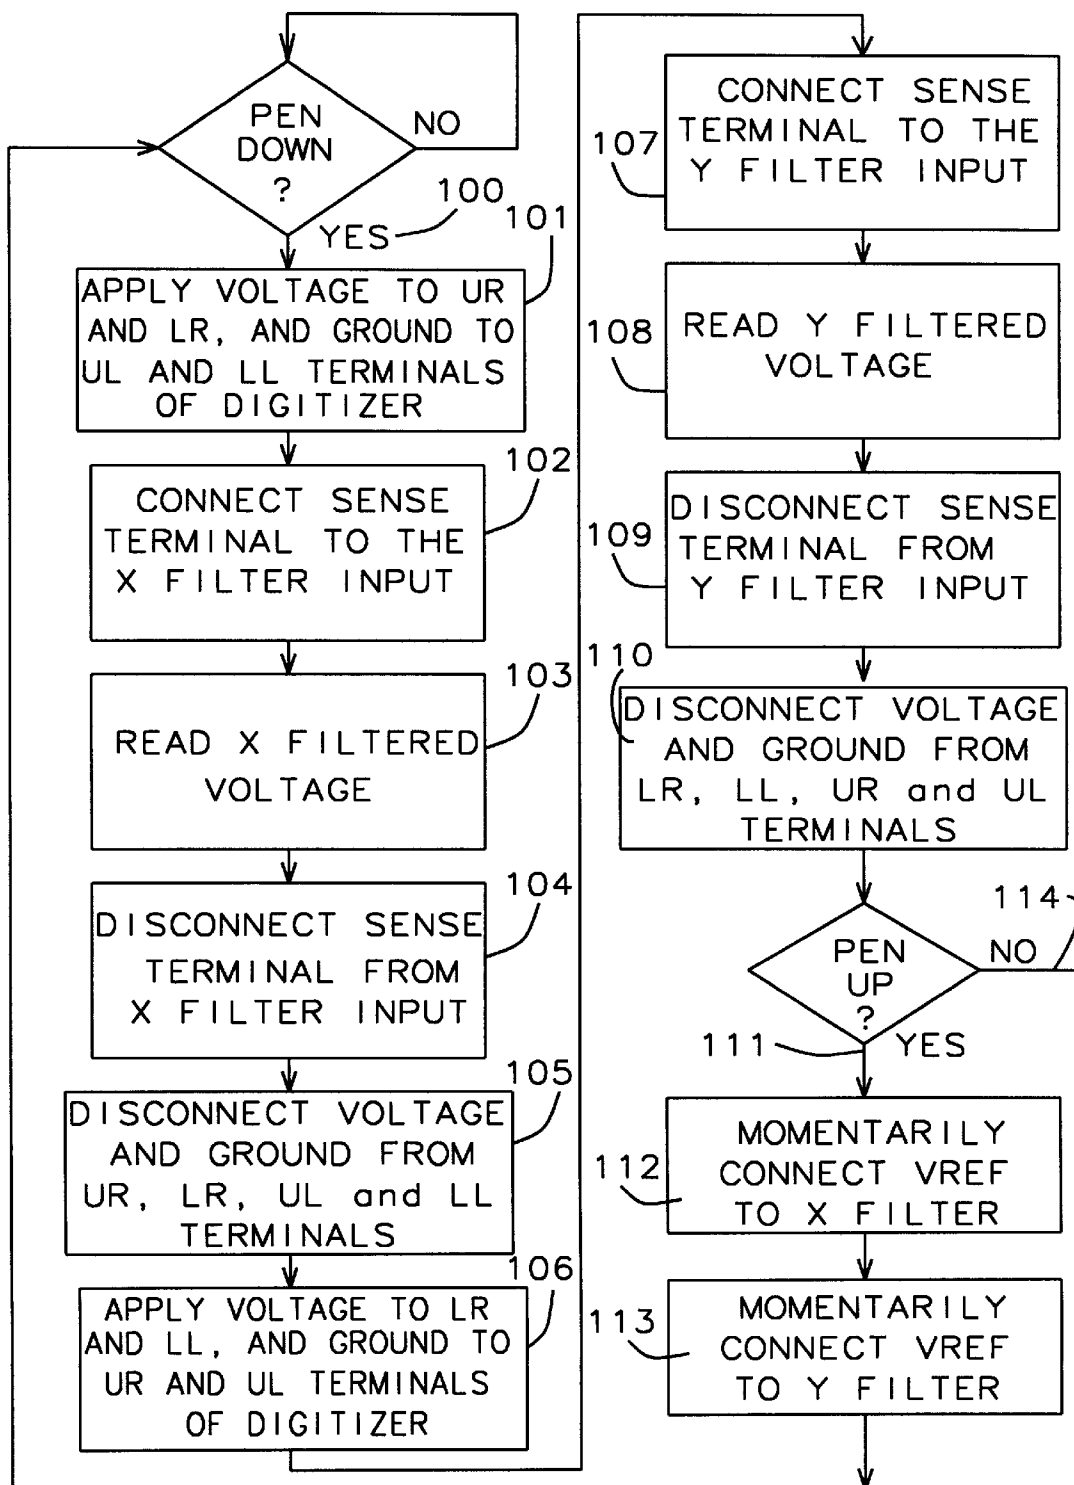 PEN
DOWN
?
NO
YES
100
101
APPLY VOLTAGE TO UR
AND LR, AND GROUND TO
UL AND LL TERMINALS
OF DIGITIZER
102
CONNECT SENSE
TERMINAL TO THE
X FILTER INPUT
103
READ X FILTERED
VOLTAGE
104
DISCONNECT SENSE
TERMINAL FROM
X FILTER INPUT
105
DISCONNECT VOLTAGE
AND GROUND FROM
UR, LR, UL and LL
TERMINALS
106
APPLY VOLTAGE TO LR
AND LL, AND GROUND TO
UR AND UL TERMINALS
OF DIGITIZER
107
CONNECT SENSE
TERMINAL TO THE
Y FILTER INPUT
108
READ Y FILTERED
VOLTAGE
109
DISCONNECT SENSE
TERMINAL FROM
Y FILTER INPUT
110
DISCONNECT VOLTAGE
AND GROUND FROM
LR, LL, UR and UL
TERMINALS
114
PEN
UP
?
NO
111
YES
112
MOMENTARILY
CONNECT VREF
TO X FILTER
113
MOMENTARILY
CONNECT VREF
TO Y FILTER